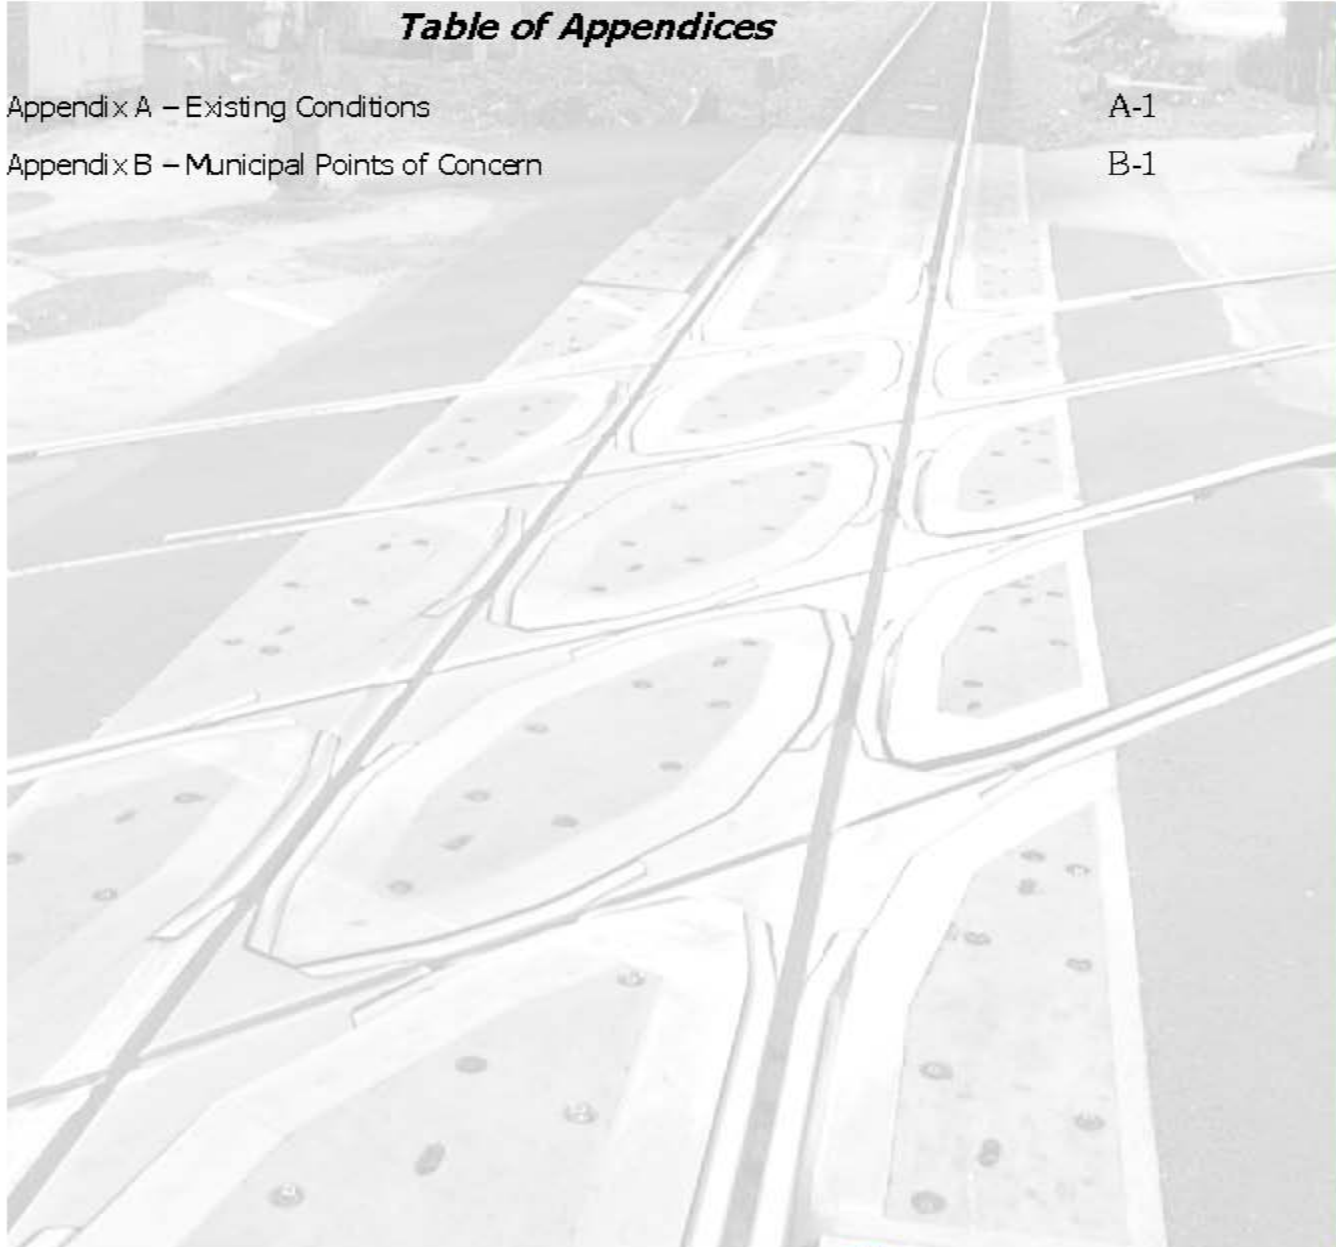 Table of Appendices
Appendix A – Existing Conditions A-1
Appendix B – Municipal Points of Concern B-1